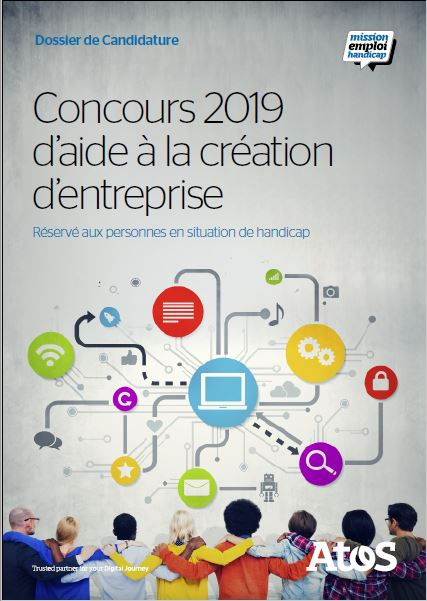 Dossier de Candidature
mission
emploi
handicap
Concours 2019
d'aide à la création
d'entreprise
Réservé aux personnes en situation de handicap
Trusted partner for your Digital Journey
Atos